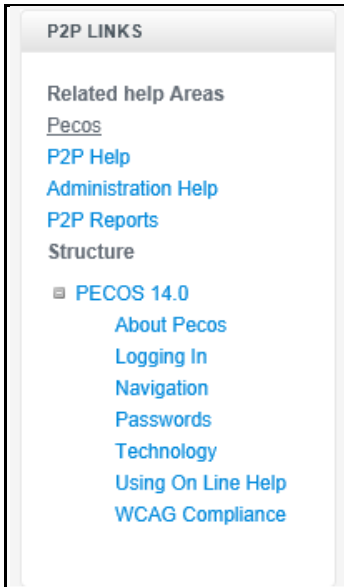 P2P LINKS
Related help Areas
Pecos
P2P Help
Administration Help
P2P Reports
Structure
PECOS 14.0
About Pecos
Logging In
Navigation
Passwords
Technology
Using On Line Help
WCAG Compliance